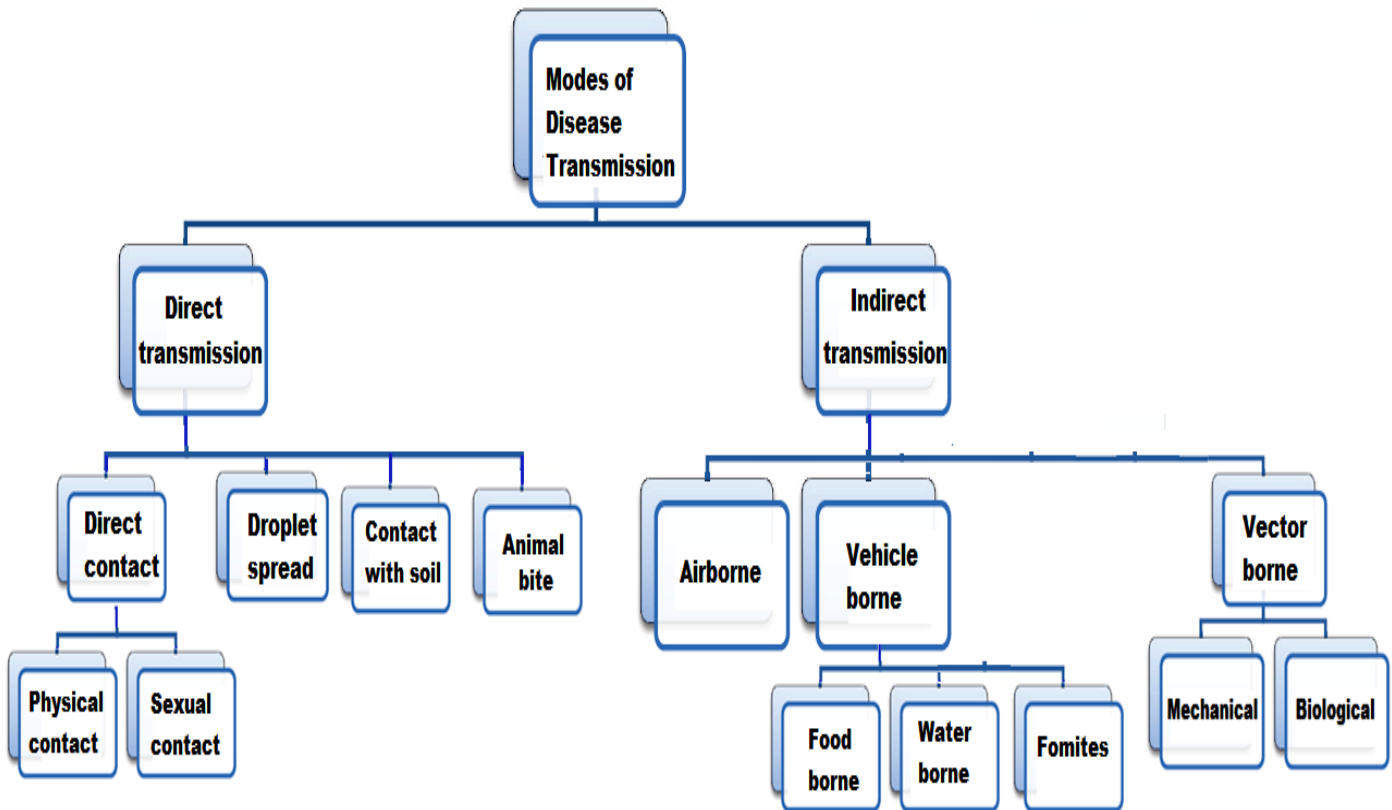 Modes of
Disease
Transmission
Direct
transmission
Indirect
transmission
Direct
contact
Droplet
spread
Contact
with soil
Animal
bite
Airborne
Vehicle
borne
Vector
borne
Physical
contact
Sexual
contact
Food
borne
Water
borne
Fomites
Mechanical
Biological